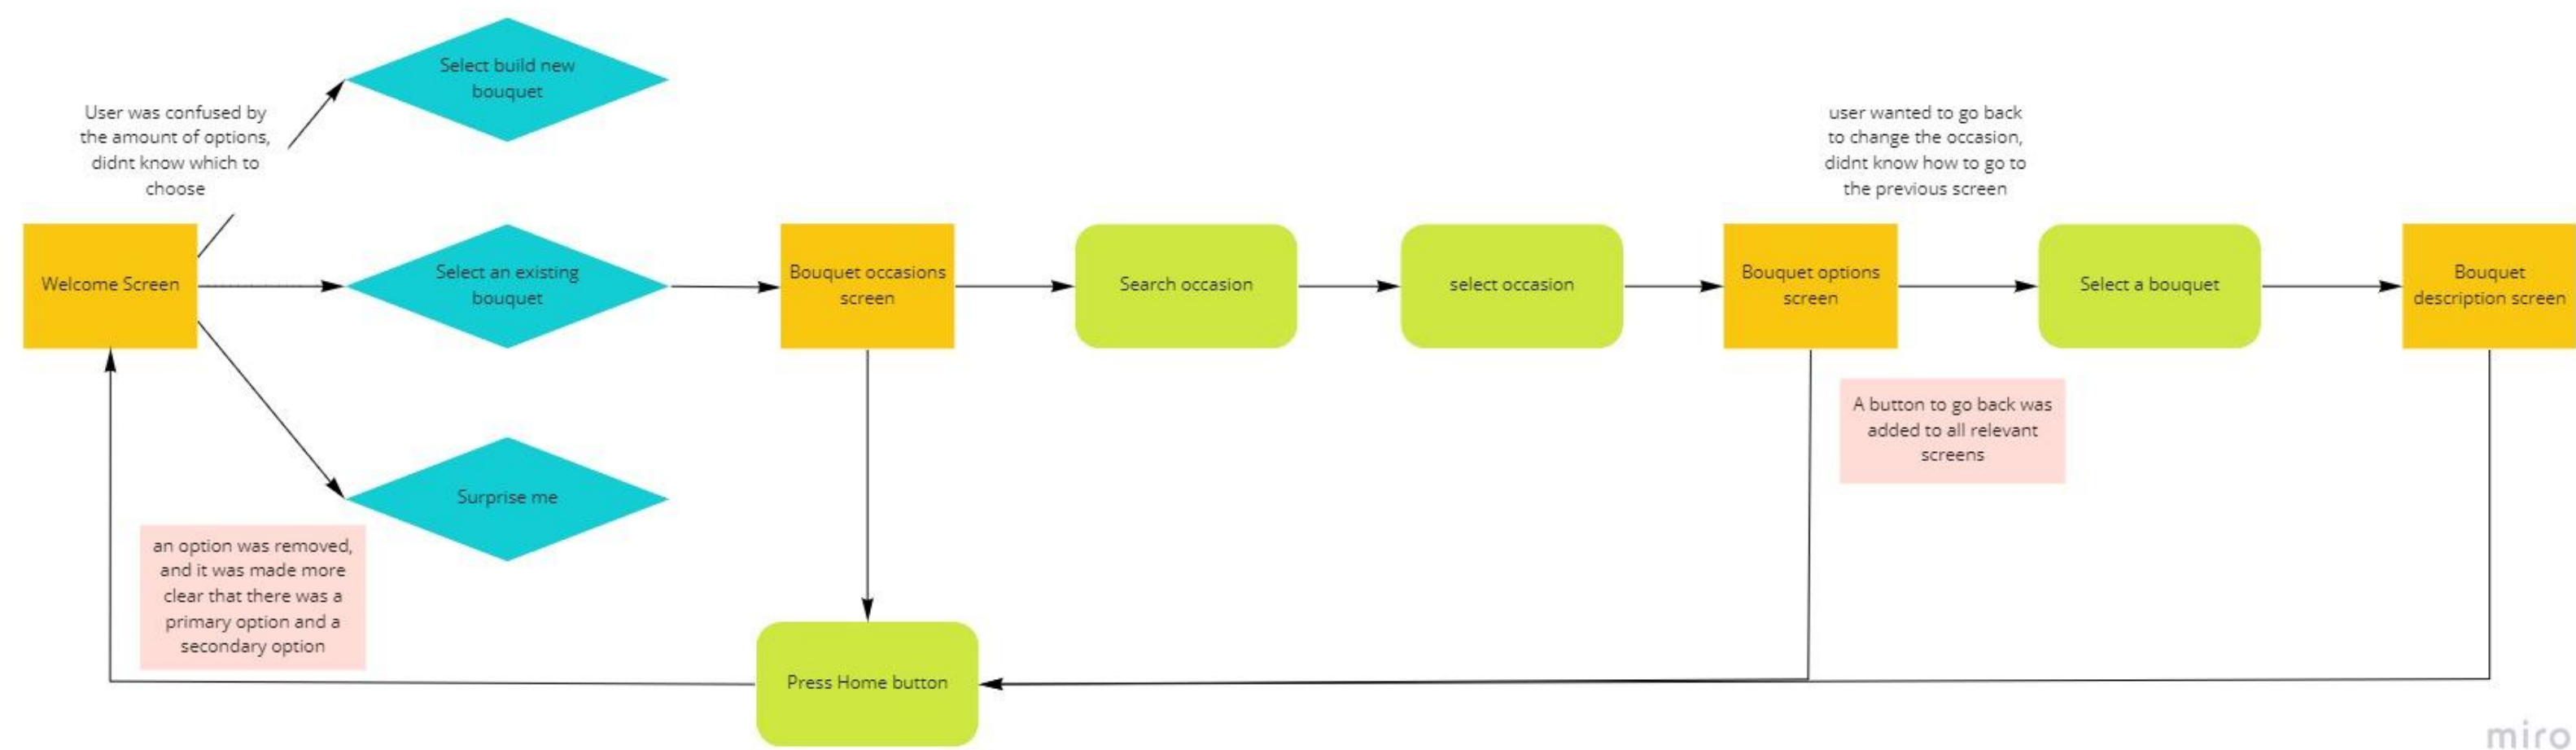 Select build new
bouquet
User was confused by
the amount of options,
didnt know which to
choose
user wanted to go back
to change the occasion,
didnt know how to go to
the previous screen
Welcome Screen
Select an existing
bouquet
Bouquet occasions
screen
Search occasion
select occasion
Bouquet options
screen
Select a bouquet
Bouquet
description screen
A button to go back was
added to all relevant
screens
Surprise me
an option was removed,
and it was made more
clear that there was a
primary option and a
secondary option
Press Home button
miro